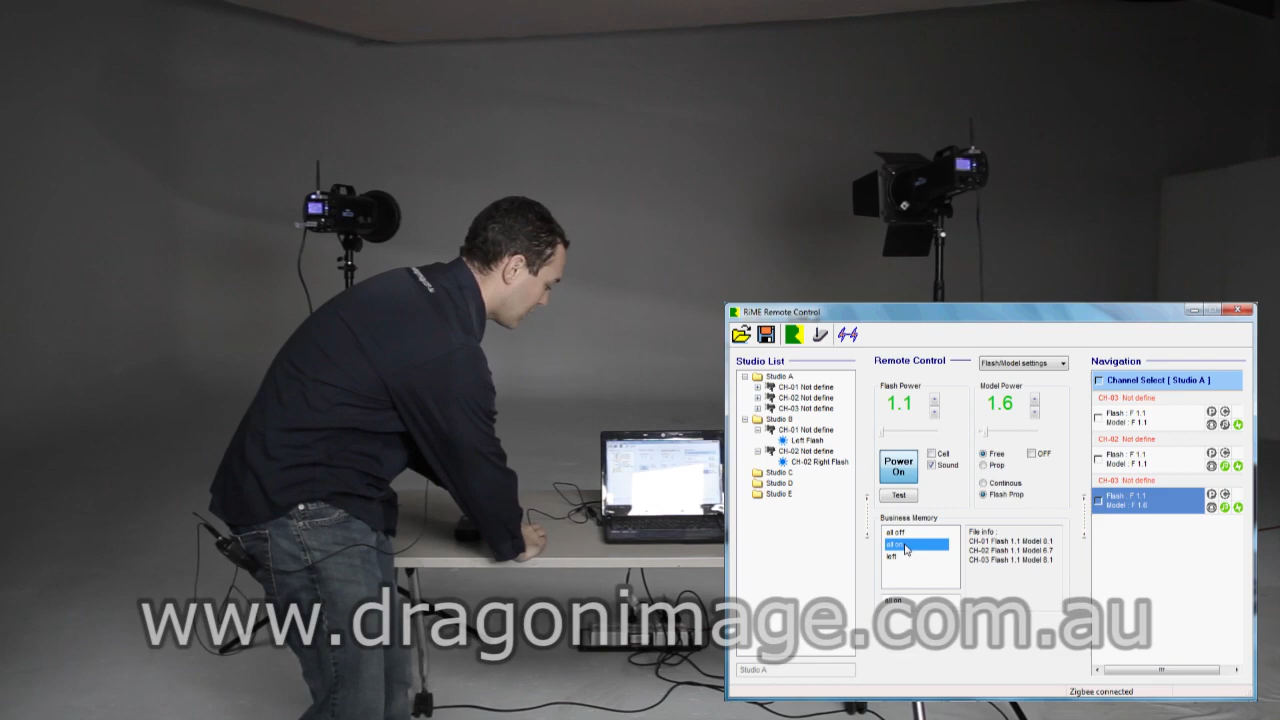 RiME Remote Control
Studio List
Studio A
CH-01 Not define
CH-02 Not define
CH-03 Not define
Studio B
CH-01 Not define
Left Flash
CH-02 Not define
CH-02 Right Flash
Studio C
Studio D
Studio E
Studio A
Remote Control
Flash/Model settings
Flash Power
1.1
Model Power
1.6
Power
On
Cell
Sound
Test
Free
OFF
Prop
Continous
Flash Prop
Business Memory
all off
all on
left
all on
File info :
CH-01 Flash 1.1 Model 8.1
CH-02 Flash 1.1 Model 6.7
CH-03 Flash 1.1 Model 8.1
Navigation
Channel Select [ Studio A ]
CH-03 Not define
Flash : F 1.1
Model : F 1.1
CH-02 Not define
Flash : F 1.1
Model : F 1.1
CH-03 Not define
Flash : F 1.1
Model : F 1.6
Zigbee connected
www.dragonimage.com.au